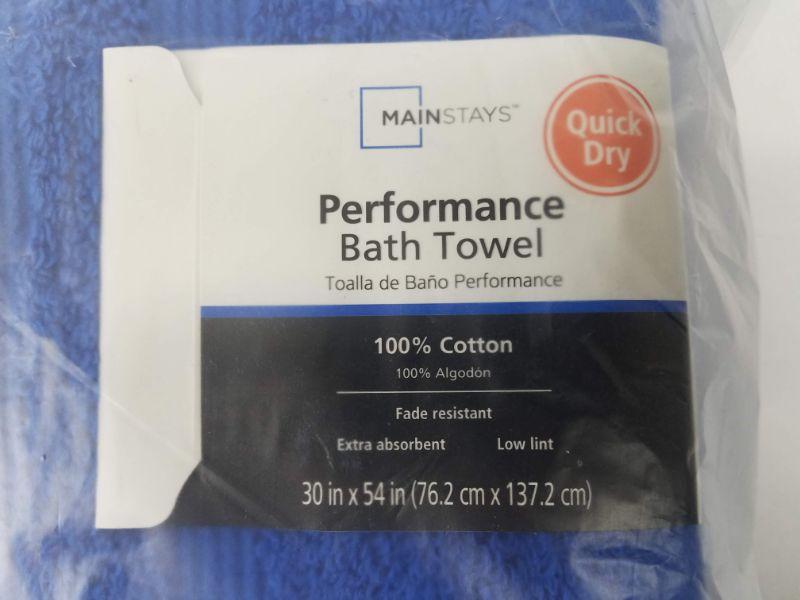 MAINSTAYS™
Quick
Dry
Performance
Bath Towel
Toalla de Baño Performance
100% Cotton
100% Algodón
Fade resistant
Extra absorbent Low lint
30 in x 54 in (76.2 cm x 137.2 cm)